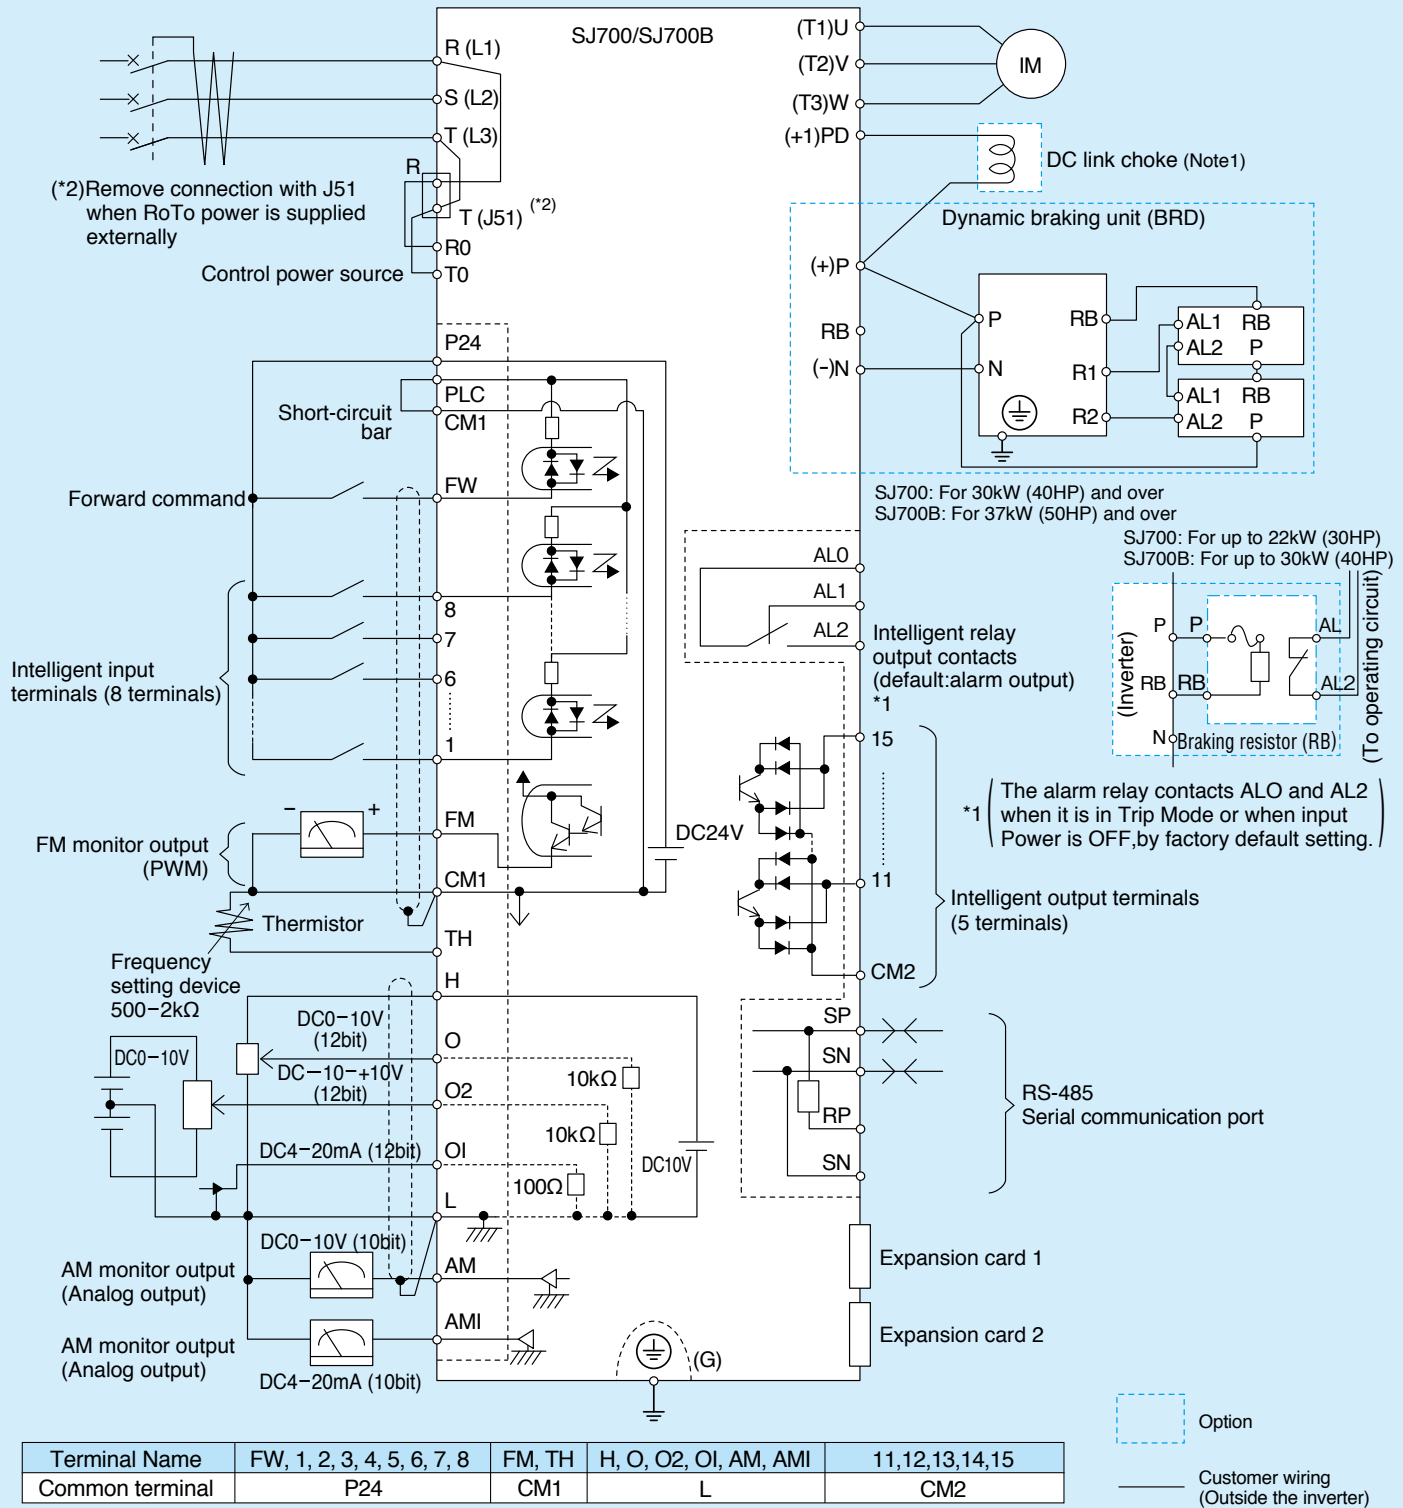 SJ700/SJ700B
R (L1)
S (L2)
T (L3)
R
T (J51) (*2)
R0
T0
(*2)Remove connection with J51
when RoTo power is supplied
externally
Control power source
(T1)U
(T2)V
(T3)W
(+1)PD
IM
DC link choke (Note1)
Dynamic braking unit (BRD)
(+)P
RB
(-)N
P
N
RB
R1
R2
AL1 RB
AL2 P
AL1 RB
AL2 P
SJ700: For 30kW (40HP) and over
SJ700B: For 37kW (50HP) and over
SJ700: For up to 22kW (30HP)
SJ700B: For up to 30kW (40HP)
(Inverter)
P
RB
N
P
RB
AL
AL2
Braking resistor (RB)
(To operating circuit)
*1
The alarm relay contacts ALO and AL2
when it is in Trip Mode or when input
Power is OFF,by factory default setting.
P24
PLC
CM1
Short-circuit
bar
Forward command
FW
8
7
6
1
Intelligent input
terminals (8 terminals)
FM monitor output
(PWM)
−
+
FM
CM1
TH
DC24V
Thermistor
Frequency
setting device
500−2kΩ
AL0
AL1
AL2
Intelligent relay
output contacts
(default:alarm output)
*1
15
11
CM2
Intelligent output terminals
(5 terminals)
H
O
O2
OI
L
AM
AMI
DC0−10V
(12bit)
DC0−10V
DC−10−+10V
(12bit)
DC4−20mA (12bit)
10kΩ
10kΩ
100Ω
DC10V
DC0−10V (10bit)
AM monitor output
(Analog output)
AM monitor output
(Analog output)
DC4−20mA (10bit)
SP
SN
RP
SN
RS-485
Serial communication port
Expansion card 1
Expansion card 2
(G)
Option
Customer wiring
(Outside the inverter)
Terminal Name FW, 1, 2, 3, 4, 5, 6, 7, 8 FM, TH H, O, O2, OI, AM, AMI 11,12,13,14,15
Common terminal P24 CM1 L CM2